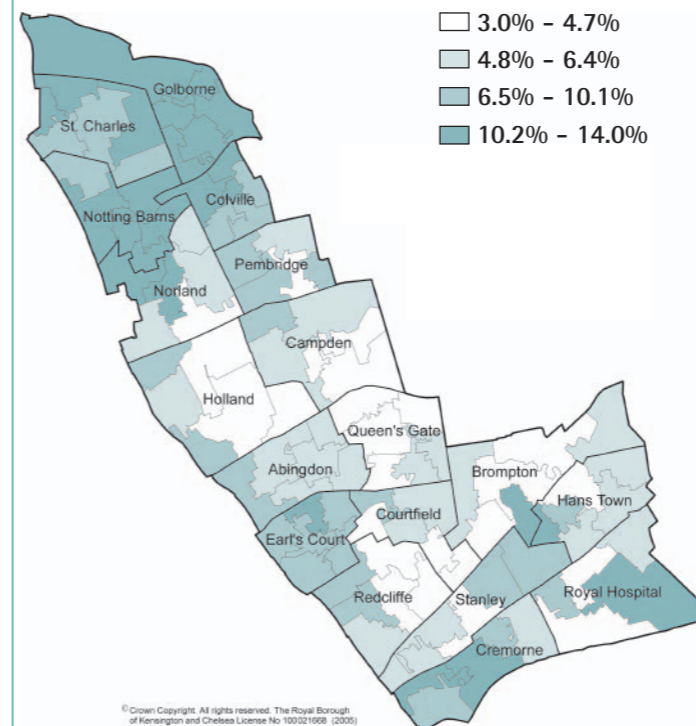 3.0% – 4.7%
4.8% – 6.4%
6.5% – 10.1%
10.2% – 14.0%
Golborne
St. Charles
Colville
Notting Barns
Pembridge
Norland
Campden
Holland
Queen's Gate
Abingdon
Brompton
Hans Town
Courtfield
Earl's Court
Royal Hospital
Redcliffe
Stanley
Cremorne
© Crown Copyright. All rights reserved. The Royal Borough
of Kensington and Chelsea License No 100021668 (2005)